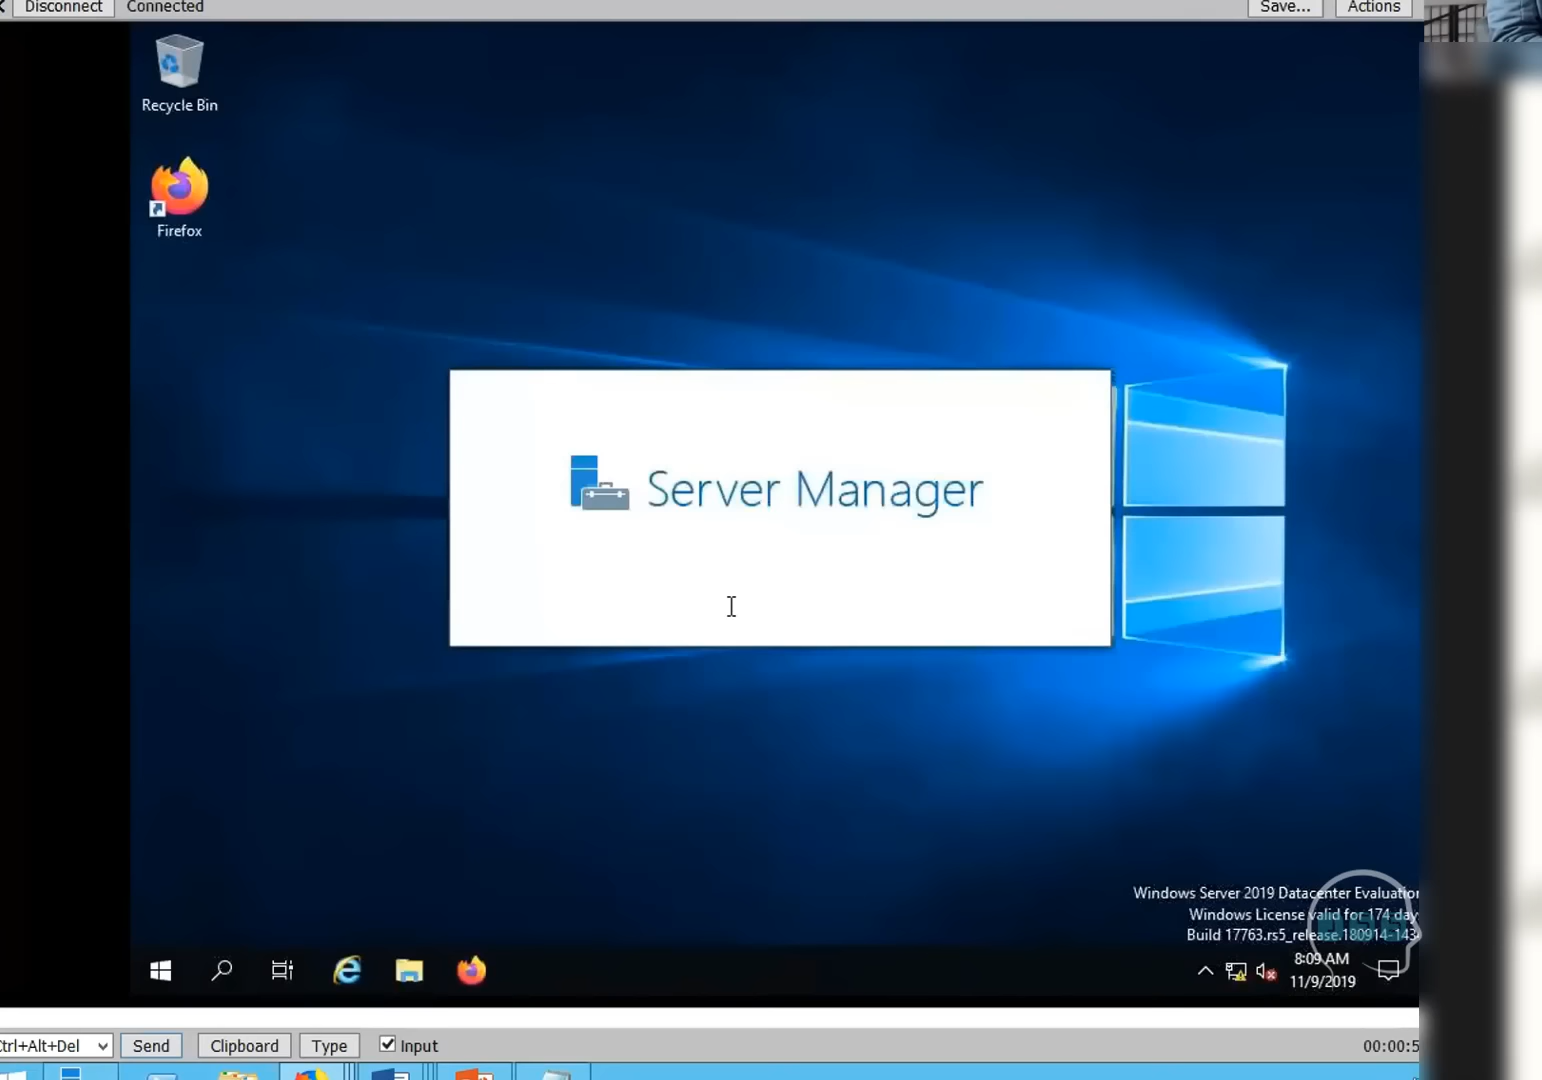 Disconnect Connected Save... Actions
Recycle Bin
Firefox
Server Manager
Windows Server 2019 Datacenter Evaluation
Windows License valid for 174 day
Build 17763.rs5_release.180914-143
8:09 AM
11/9/2019
Ctrl+Alt+Del Send Clipboard Type Input 00:00:5